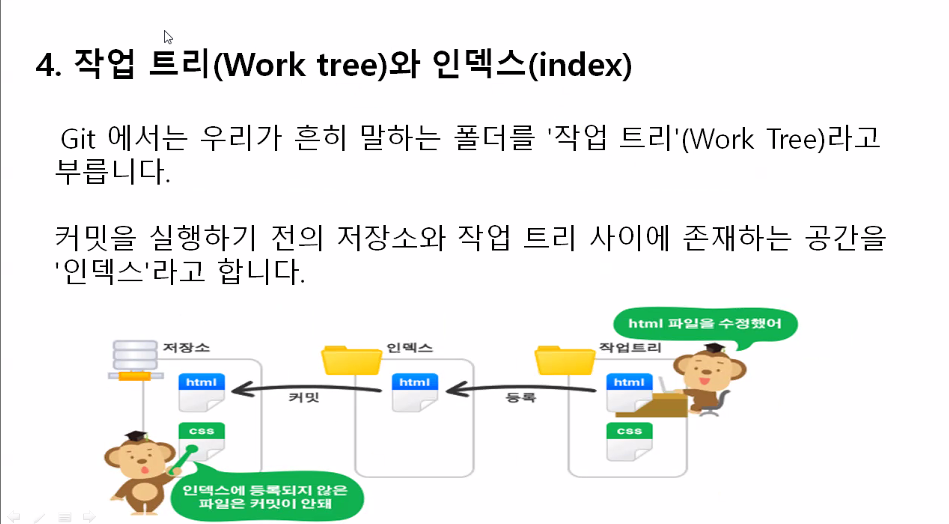 4. 작업 트리(Work tree)와 인덱스(index)
Git 에서는 우리가 흔히 말하는 폴더를 '작업 트리'(Work Tree)라고
부릅니다.
커밋을 실행하기 전의 저장소와 작업 트리 사이에 존재하는 공간을
'인덱스'라고 합니다.
html 파일을 수정했어
저장소
인덱스
작업트리
html
html
html
커밋
등록
css
css
인덱스에 등록되지 않은
파일은 커밋이 안돼